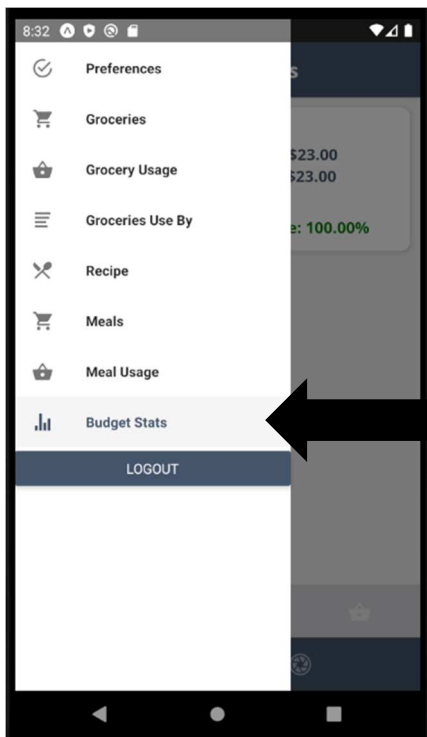 8:32
Preferences
s
Groceries
$23.00
Grocery Usage
$23.00
Groceries Use By
e: 100.00%
Recipe
Meals
Meal Usage
Budget Stats
LOGOUT